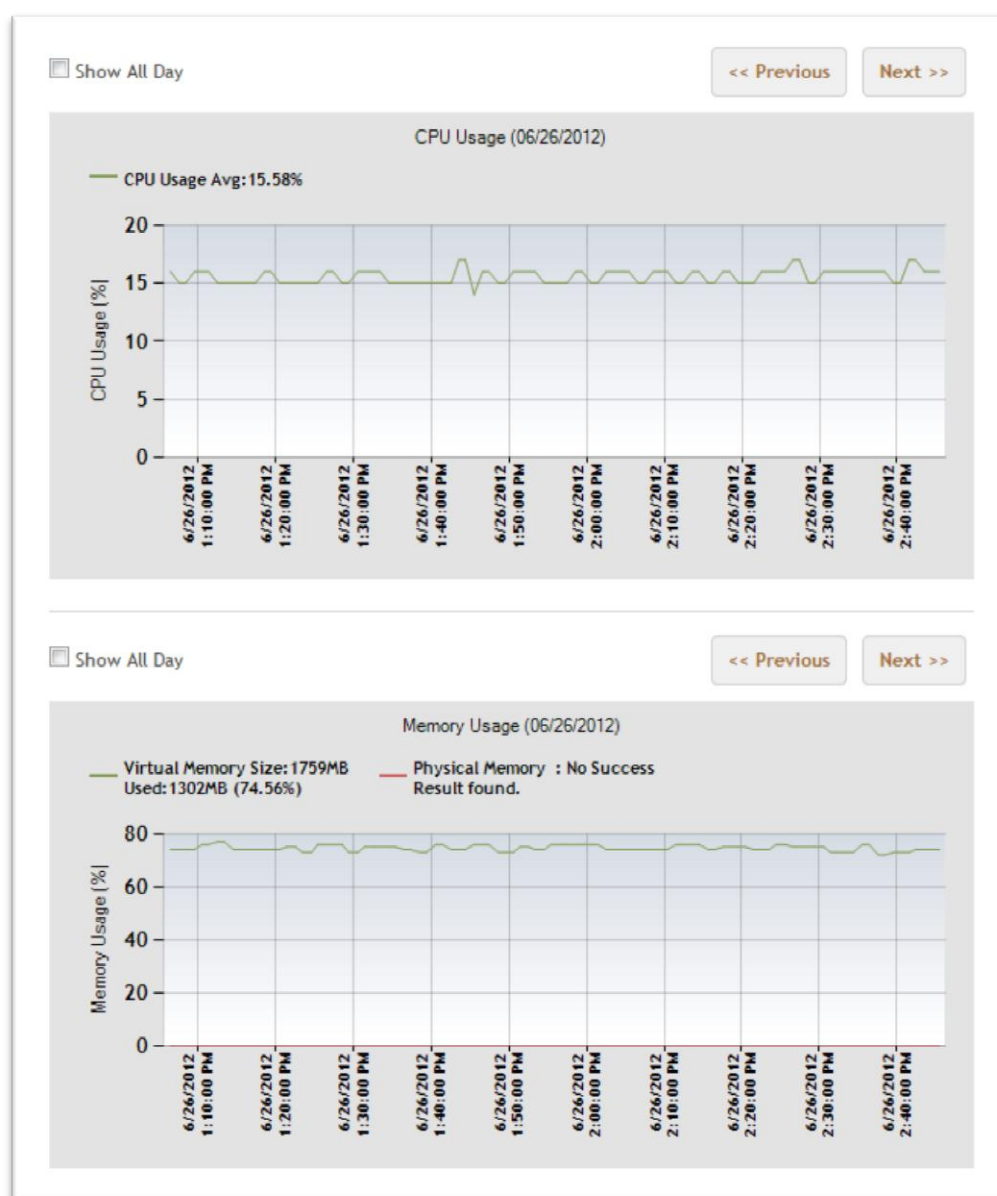 Show All Day
<< Previous
Next >>
CPU Usage (06/26/2012)
CPU Usage Avg:15.58%
CPU Usage (%)
20
15
10
5
0
6/26/2012
1:10:00 PM
6/26/2012
1:20:00 PM
6/26/2012
1:30:00 PM
6/26/2012
1:40:00 PM
6/26/2012
1:50:00 PM
6/26/2012
2:00:00 PM
6/26/2012
2:10:00 PM
6/26/2012
2:20:00 PM
6/26/2012
2:30:00 PM
6/26/2012
2:40:00 PM
Show All Day
<< Previous
Next >>
Memory Usage (06/26/2012)
Virtual Memory Size:1759MB
Used:1302MB (74.56%)
Physical Memory : No Success
Result found.
Memory Usage (%)
80
60
40
20
0
6/26/2012
1:10:00 PM
6/26/2012
1:20:00 PM
6/26/2012
1:30:00 PM
6/26/2012
1:40:00 PM
6/26/2012
1:50:00 PM
6/26/2012
2:00:00 PM
6/26/2012
2:10:00 PM
6/26/2012
2:20:00 PM
6/26/2012
2:30:00 PM
6/26/2012
2:40:00 PM